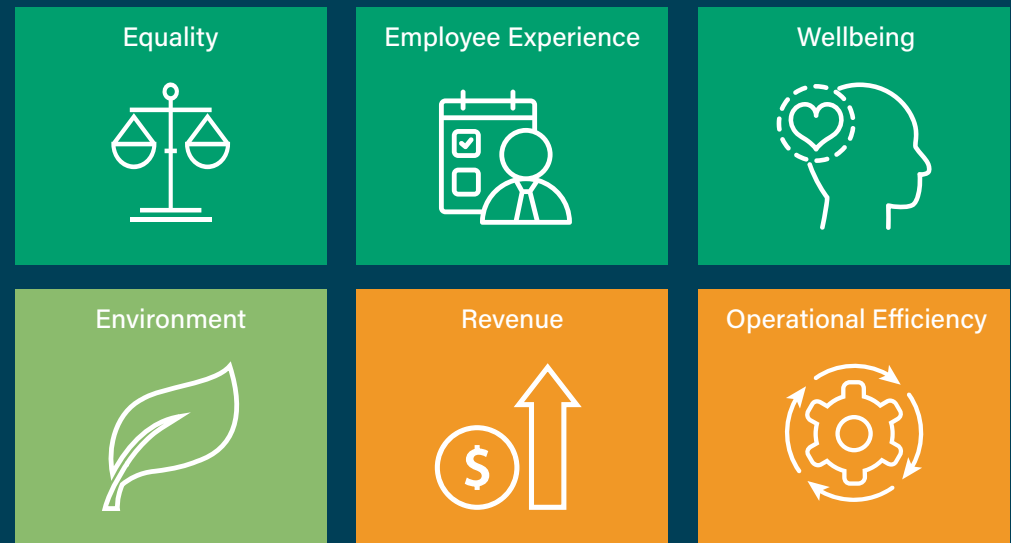 Equality
Employee Experience
Wellbeing
Environment
Revenue
Operational Efficiency
$